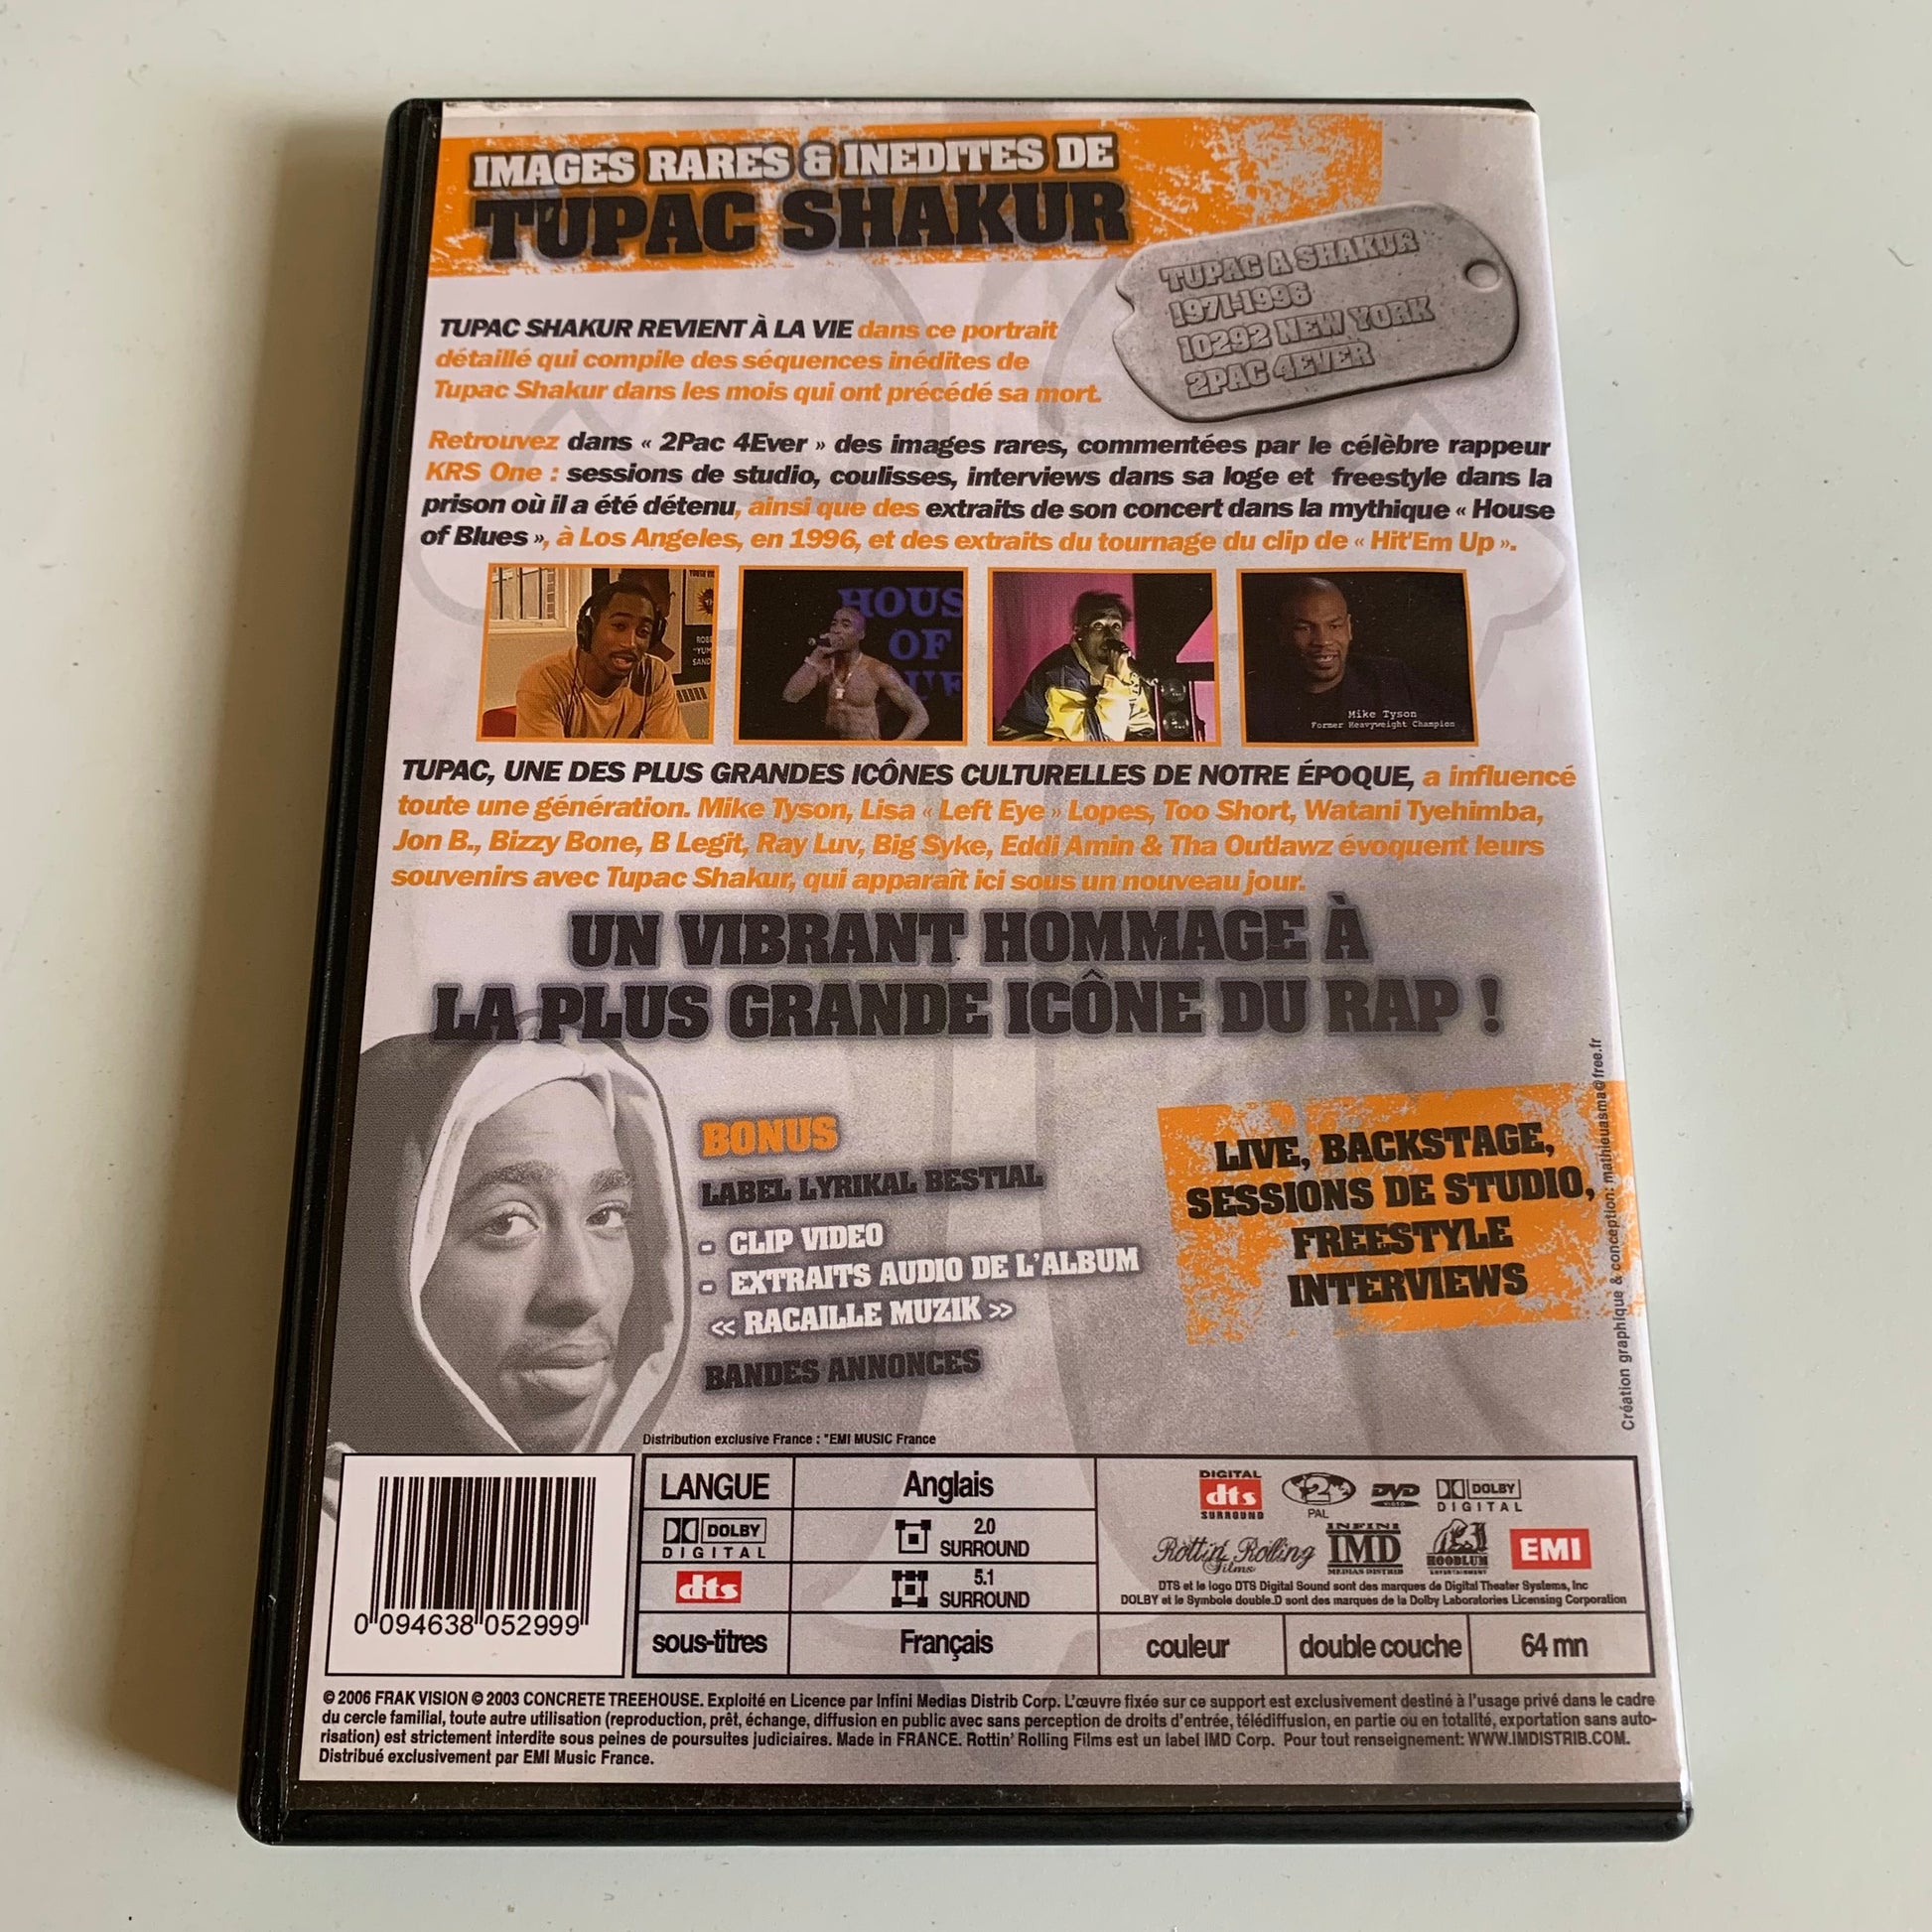 IMAGES RARES & INEDITES DE
TUPAC SHAKUR
TUPAC A SHAKUR
1971-1996
10292 NEW YORK
2PAC 4EVER
TUPAC SHAKUR REVIENT À LA VIE dans ce portrait
détaillé qui compile des séquences inédites de
Tupac Shakur dans les mois qui ont précédé sa mort.
Retrouvez dans « 2Pac 4Ever » des images rares, commentées par le célèbre rappeur
KRS One : sessions de studio, coulisses, interviews dans sa loge et freestyle dans la
prison où il a été détenu, ainsi que des extraits de son concert dans la mythique « House
of Blues », à Los Angeles, en 1996, et des extraits du tournage du clip de « Hit'Em Up ».
HOUS
OF
Mike Tyson
Former Heavyweight Champion
TUPAC, UNE DES PLUS GRANDES ICÔNES CULTURELLES DE NOTRE ÉPOQUE, a influencé
toute une génération. Mike Tyson, Lisa « Left Eye » Lopes, Too Short, Watani Tyehimba,
Jon B., Bizzy Bone, B Legit, Ray Luv, Big Syke, Eddi Amin & Tha Outlawz évoquent leurs
souvenirs avec Tupac Shakur, qui apparaît ici sous un nouveau jour.
UN VIBRANT HOMMAGE À
LA PLUS GRANDE ICÔNE DU RAP !
BONUS
LABEL LYRIKAL BESTIAL
- CLIP VIDEO
- EXTRAITS AUDIO DE L'ALBUM
« RACAILLE MUZIK »
BANDES ANNONCES
LIVE, BACKSTAGE,
SESSIONS DE STUDIO,
FREESTYLE
INTERVIEWS
Création graphique & conception: mathieuasma@free.fr
Distribution exclusive France : "EMI MUSIC France
0 094638 052999
LANGUE
Anglais
DOLBY
DIGITAL
2.0
SURROUND
dts
5.1
SURROUND
sous-titres
Français
DIGITAL
dts
SURROUND
2
PAL
DVD
VIDEO
DOLBY
DIGITAL
Rottin' Rolling
Films
INFINI
IMD
MEDIAS DISTRIB
HOODLUM
ENTERTAINMENT
EMI
DTS et le logo DTS Digital Sound sont des marques de Digital Theater Systems, Inc
DOLBY et le Symbole double.D sont des marques de la Dolby Laboratories Licensing Corporation
couleur
double couche
64 mn
© 2006 FRAK VISION © 2003 CONCRETE TREEHOUSE. Exploité en Licence par Infini Medias Distrib Corp. L'œuvre fixée sur ce support est exclusivement destiné à l'usage privé dans le cadre
du cercle familial, toute autre utilisation (reproduction, prêt, échange, diffusion en public avec sans perception de droits d'entrée, télédiffusion, en partie ou en totalité, exportation sans auto-
risation) est strictement interdite sous peines de poursuites judiciaires. Made in FRANCE. Rottin' Rolling Films est un label IMD Corp. Pour tout renseignement: WWW.IMDISTRIB.COM.
Distribué exclusivement par EMI Music France.